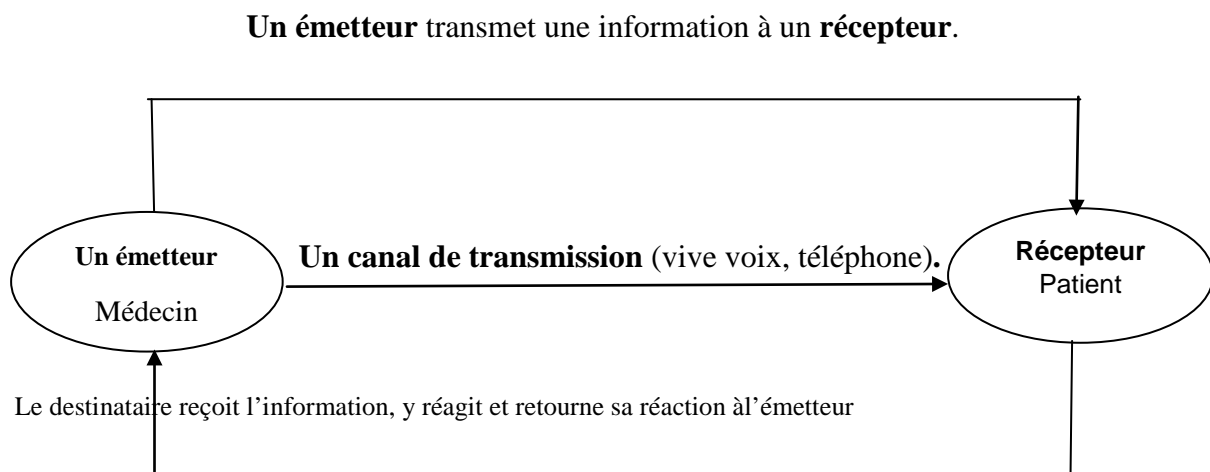 Un émetteur transmet une information à un récepteur.
Un émetteur
Médecin
Un canal de transmission (vive voix, téléphone).
Récepteur
Patient
Le destinataire reçoit l’information, y réagit et retourne sa réaction àl’émetteur